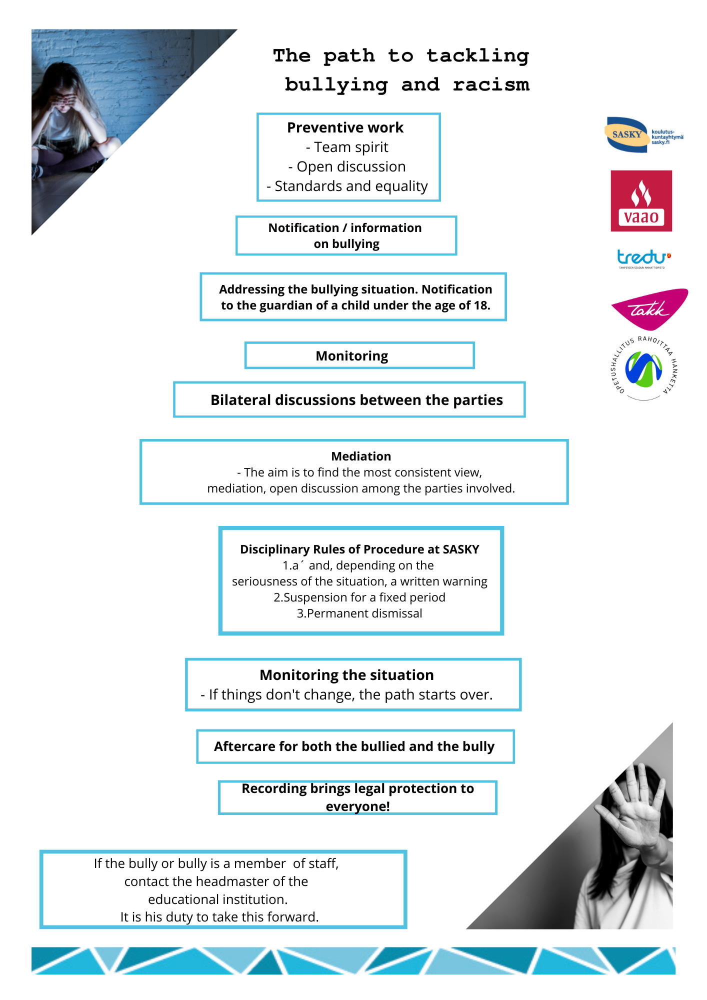 The path to tackling
bullying and racism
Preventive work
- Team spirit
- Open discussion
- Standards and equality
Notification / information
on bullying
Addressing the bullying situation. Notification
to the guardian of a child under the age of 18.
Monitoring
Bilateral discussions between the parties
Mediation
- The aim is to find the most consistent view,
mediation, open discussion among the parties involved.
Disciplinary Rules of Procedure at SASKY
1.a´ and, depending on the
seriousness of the situation, a written warning
2.Suspension for a fixed period
3.Permanent dismissal
Monitoring the situation
- If things don't change, the path starts over.
Aftercare for both the bullied and the bully
Recording brings legal protection to
everyone!
If the bully or bully is a member  of staff,
contact the headmaster of the
educational institution.
It is his duty to take this forward.
SASKY
koulutus-
kuntayhtymä
sasky.fi
vaao
tredu
TAMPEREEN SEUDUN AMMATTIOPISTO
takk
OPETUSHALLITUS RAHOITTAA HANKETTA